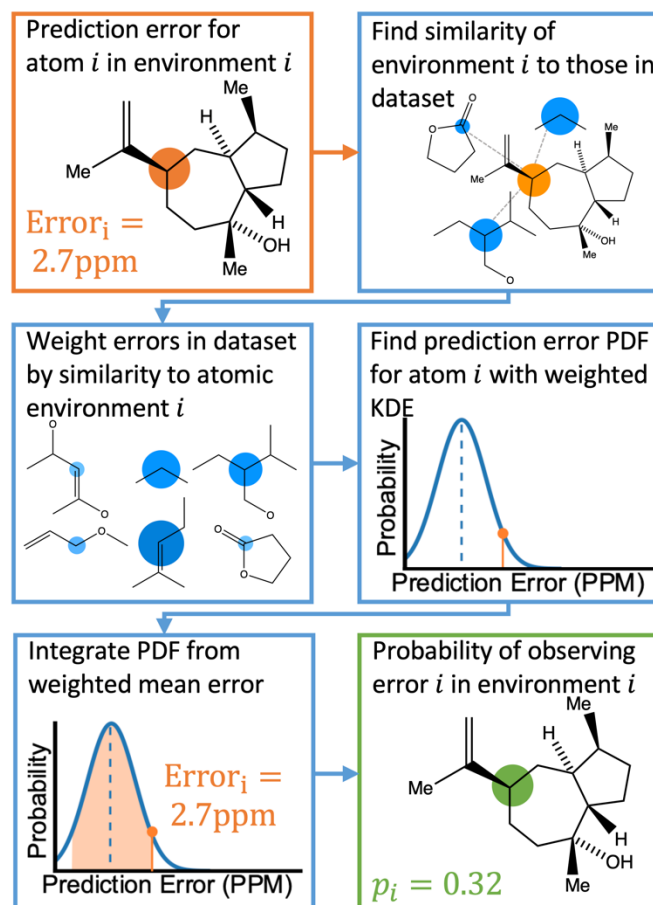 Prediction error for
atom i in environment i
Me
H
Me
H
OH
Me
Error_i =
2.7ppm
Find similarity of
environment i to those in
dataset
O
O
Me
H
Me
H
OH
Me
O
Weight errors in dataset
by similarity to atomic
environment i
O
O
O
O
O
O
Find prediction error PDF
for atom i with weighted
KDE
Probability
Prediction Error (PPM)
Integrate PDF from
weighted mean error
Error_i =
2.7ppm
Probability
Prediction Error (PPM)
Probability of observing
error i in environment i
Me
H
Me
H
OH
Me
p_i = 0.32